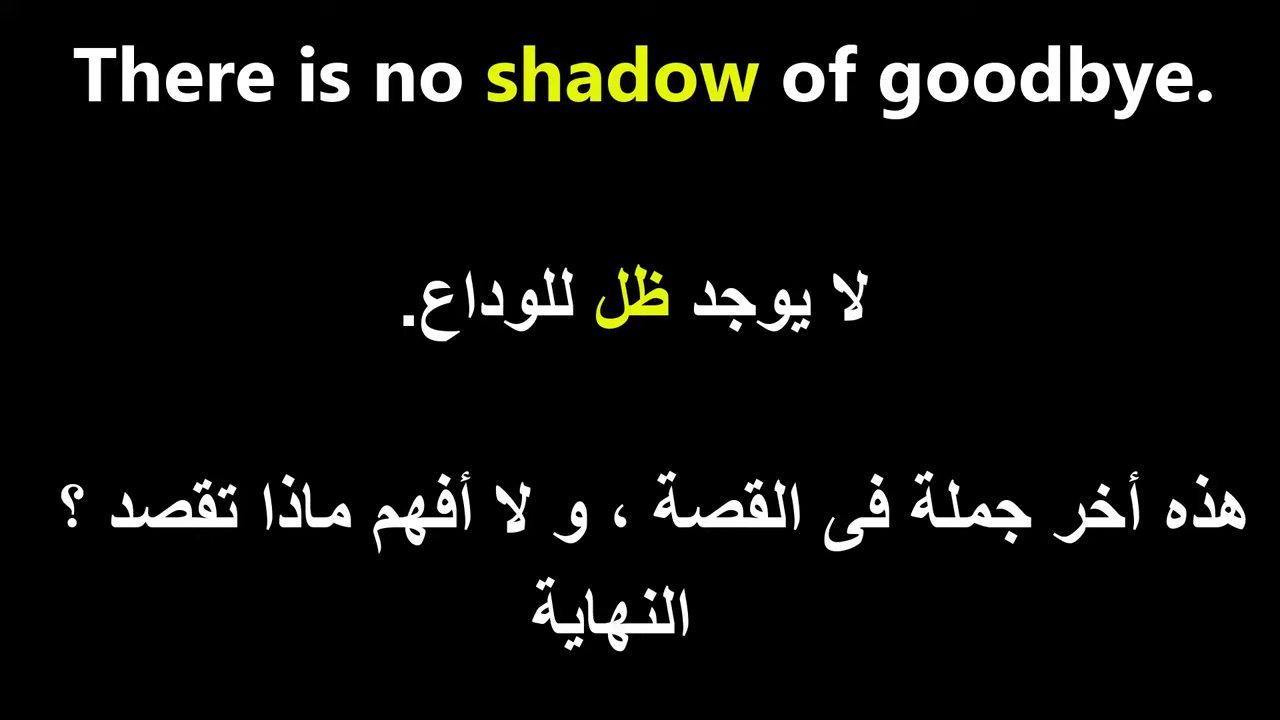 There is no shadow of goodbye.
لا يوجد ظل للوداع.
هذه أخر جملة فى القصة ، و لا أفهم ماذا تقصد ؟
النهاية